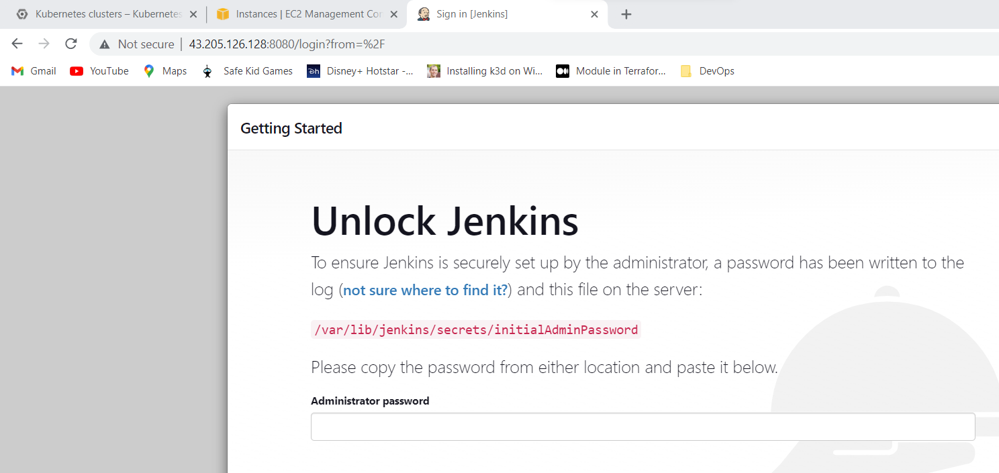 Kubernetes clusters – Kubernetes
Instances | EC2 Management Con
Sign in [Jenkins]
Not secure | 43.205.126.128:8080/login?from=%2F
Gmail YouTube Maps Safe Kid Games Disney+ Hotstar -... Installing k3d on Wi... Module in Terrafor... DevOps
Getting Started
Unlock Jenkins
To ensure Jenkins is securely set up by the administrator, a password has been written to the
log (not sure where to find it?) and this file on the server:
/var/lib/jenkins/secrets/initialAdminPassword
Please copy the password from either location and paste it below.
Administrator password